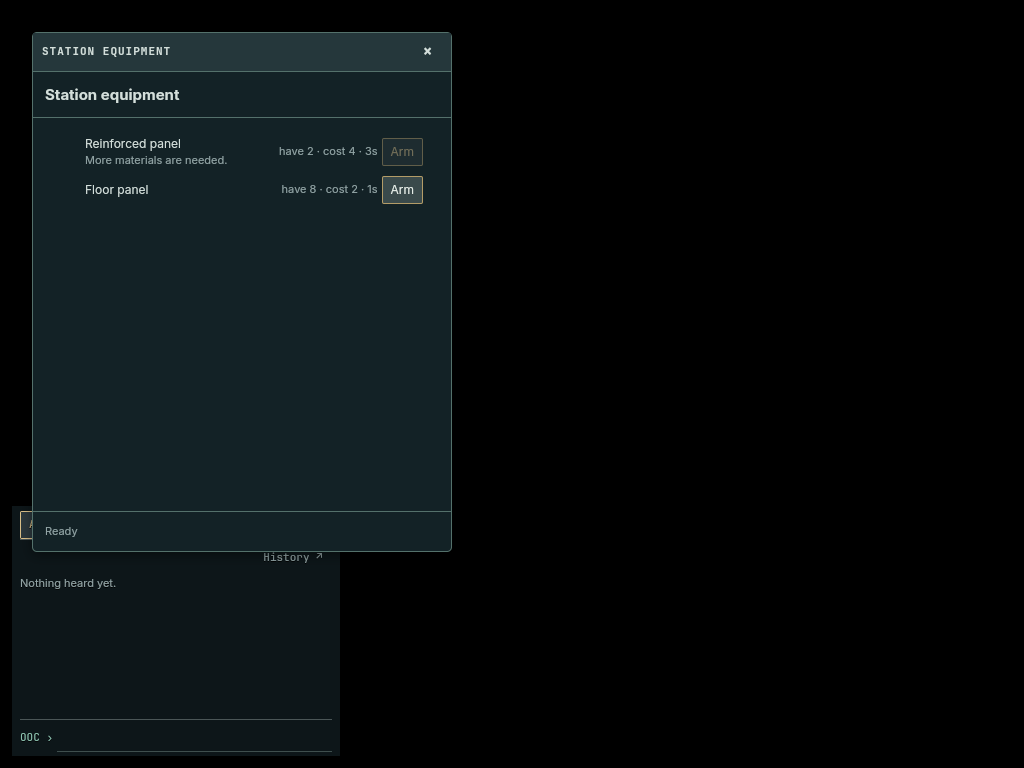 STATION EQUIPMENT ×
Station equipment
Reinforced panel
More materials are needed.
have 2 · cost 4 · 3s Arm
Floor panel have 8 · cost 2 · 1s Arm
Ready
History ↗
Nothing heard yet.
OOC ›